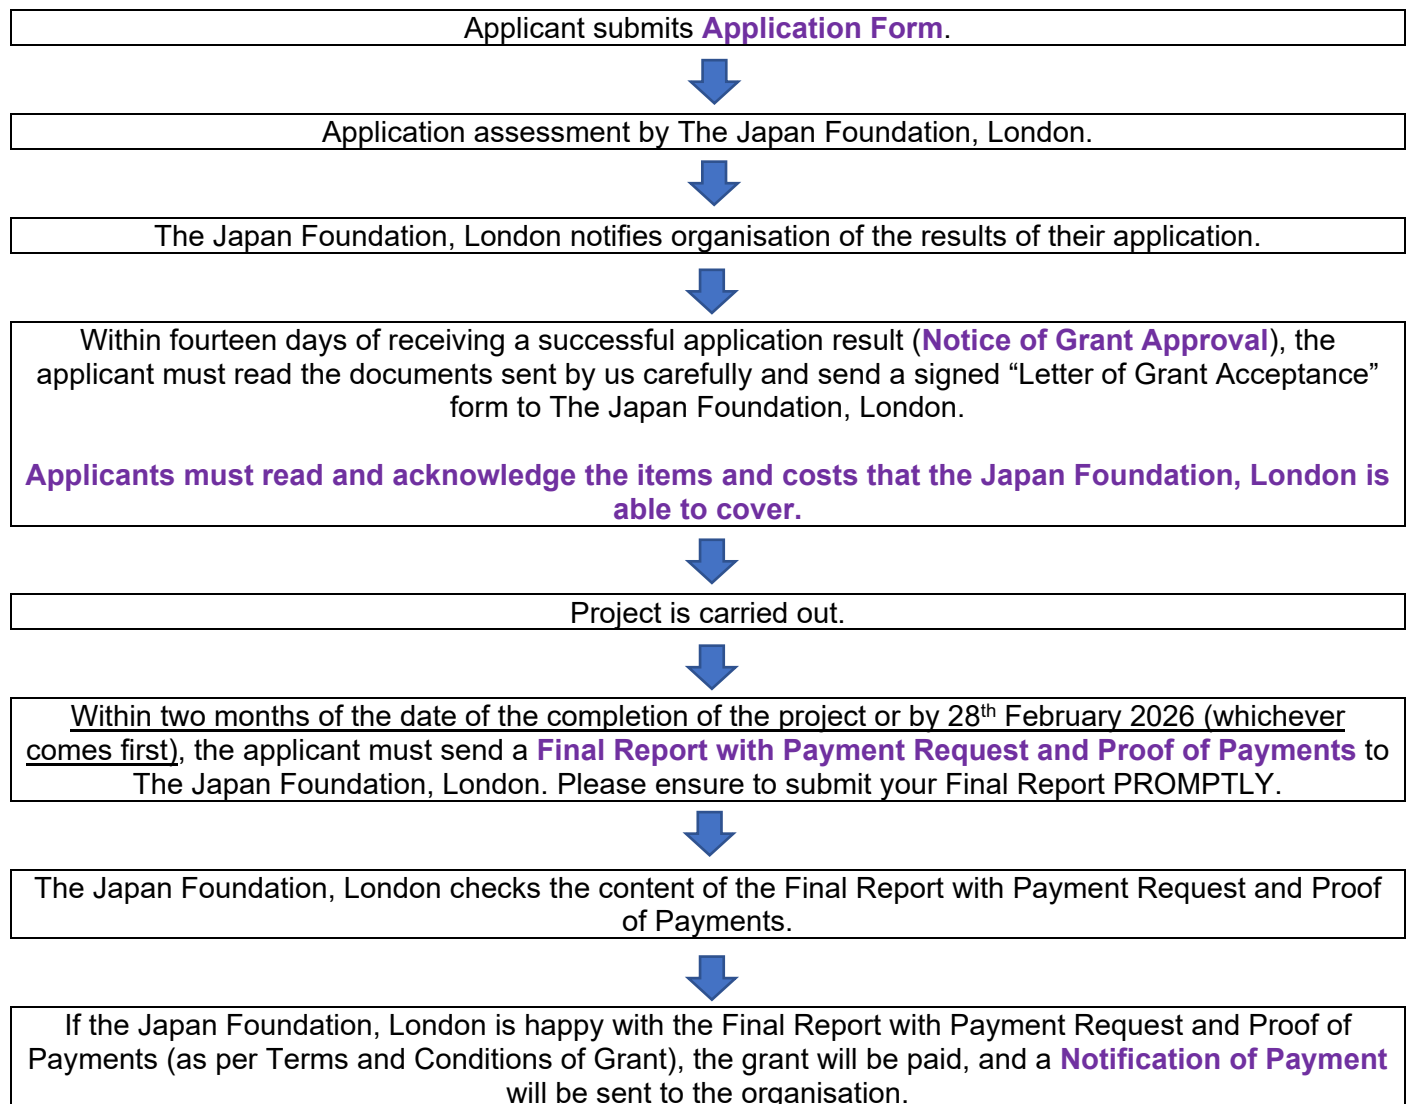 Applicant submits Application Form.
Application assessment by The Japan Foundation, London.
The Japan Foundation, London notifies organisation of the results of their application.
Within fourteen days of receiving a successful application result (Notice of Grant Approval), the
applicant must read the documents sent by us carefully and send a signed “Letter of Grant Acceptance”
form to The Japan Foundation, London.
Applicants must read and acknowledge the items and costs that the Japan Foundation, London is
able to cover.
Project is carried out.
Within two months of the date of the completion of the project or by 28th February 2026 (whichever
comes first), the applicant must send a Final Report with Payment Request and Proof of Payments to
The Japan Foundation, London. Please ensure to submit your Final Report PROMPTLY.
The Japan Foundation, London checks the content of the Final Report with Payment Request and Proof
of Payments.
If the Japan Foundation, London is happy with the Final Report with Payment Request and Proof of
Payments (as per Terms and Conditions of Grant), the grant will be paid, and a Notification of Payment
will be sent to the organisation.